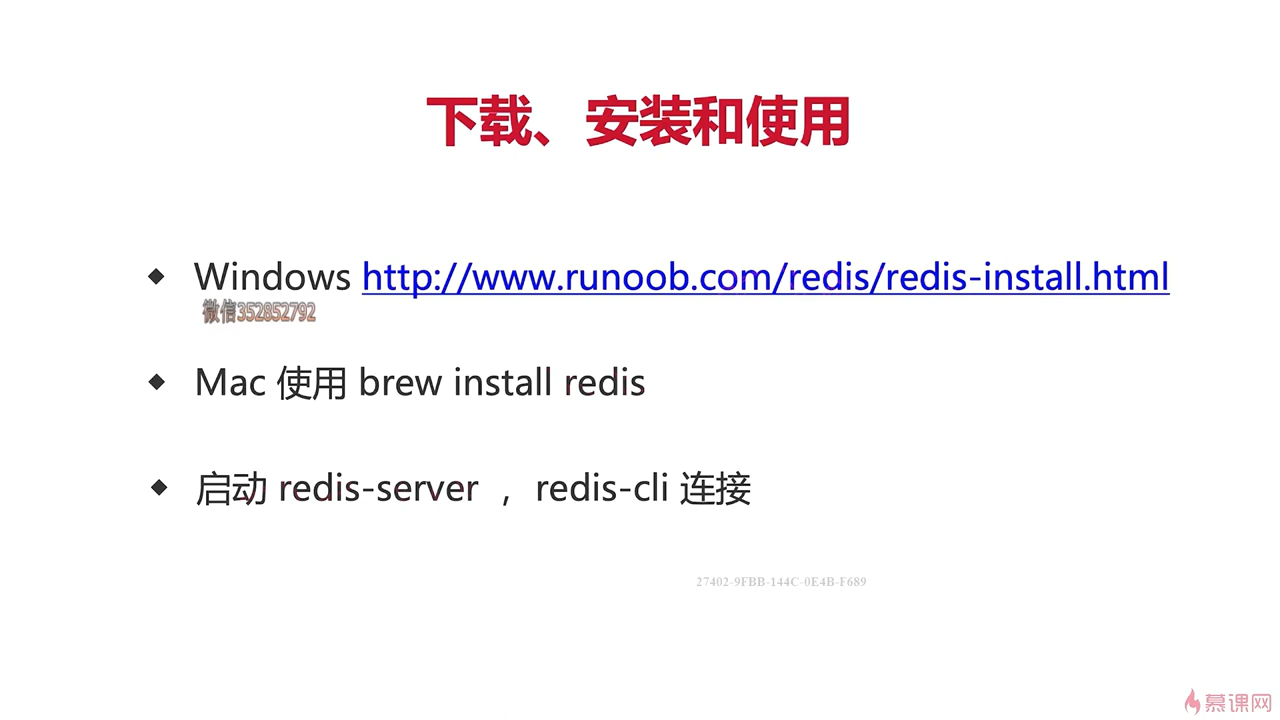 下载、安装和使用
Windows http://www.runoob.com/redis/redis-install.html
微信352852792
Mac 使用 brew install redis
启动 redis-server ， redis-cli 连接
27402-9FBB-144C-0E4B-F689
慕课网